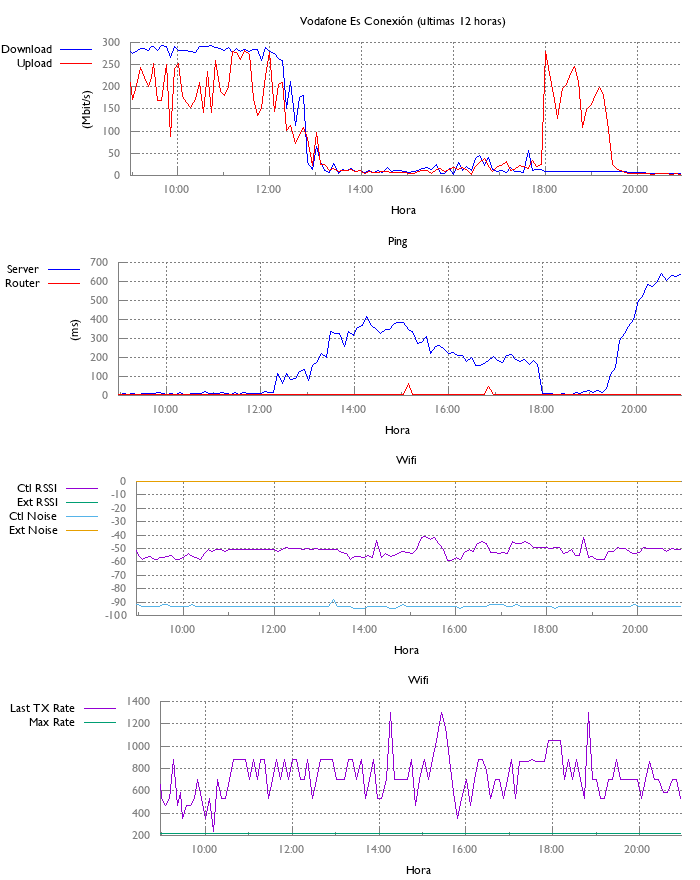 Vodafone Es Conexión (ultimas 12 horas)
Download
Upload
300
250
200
150
100
50
0
(Mbit/s)
10:00 12:00 14:00 16:00 18:00 20:00
Hora
Ping
Server
Router
700
600
500
400
300
200
100
0
(ms)
10:00 12:00 14:00 16:00 18:00 20:00
Hora
Wifi
Ctl RSSI
Ext RSSI
Ctl Noise
Ext Noise
0
-10
-20
-30
-40
-50
-60
-70
-80
-90
-100
10:00 12:00 14:00 16:00 18:00 20:00
Hora
Wifi
Last TX Rate
Max Rate
1400
1200
1000
800
600
400
200
10:00 12:00 14:00 16:00 18:00 20:00
Hora